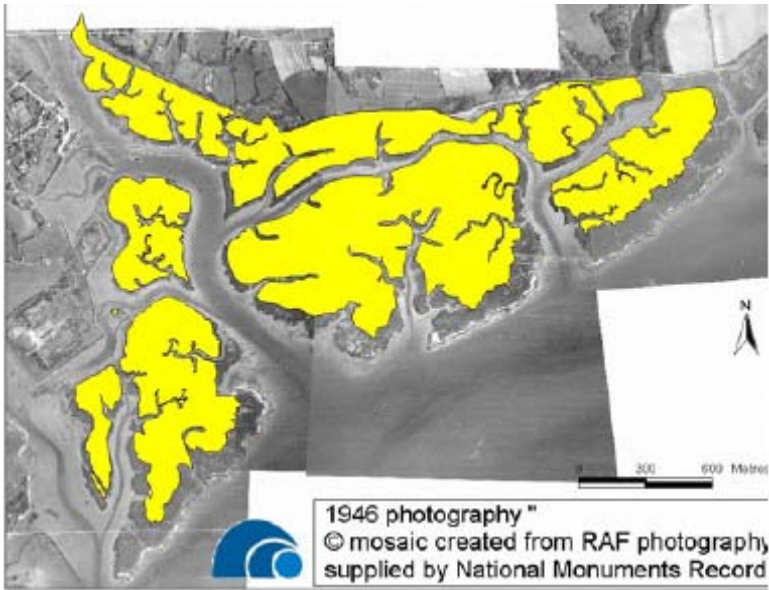 N
0 300 600 Metres
1946 photography "
© mosaic created from RAF photography
supplied by National Monuments Record